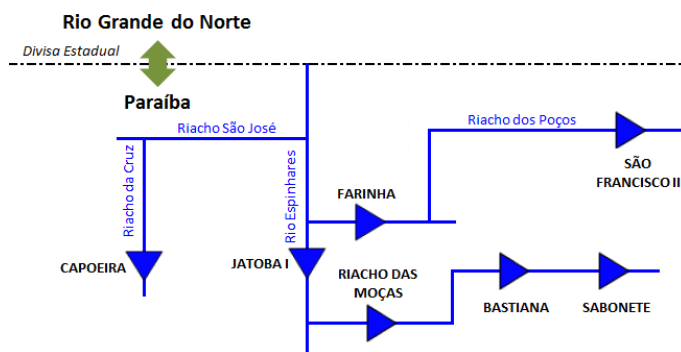 Rio Grande do Norte
Divisa Estadual
Paraíba
Riacho São José
Riacho dos Poços
Riacho da Cruz
Rio Espinhares
FARINHA
SÃO
FRANCISCO II
CAPOEIRA
JATOBA I
RIACHO DAS
MOÇAS
BASTIANA
SABONETE